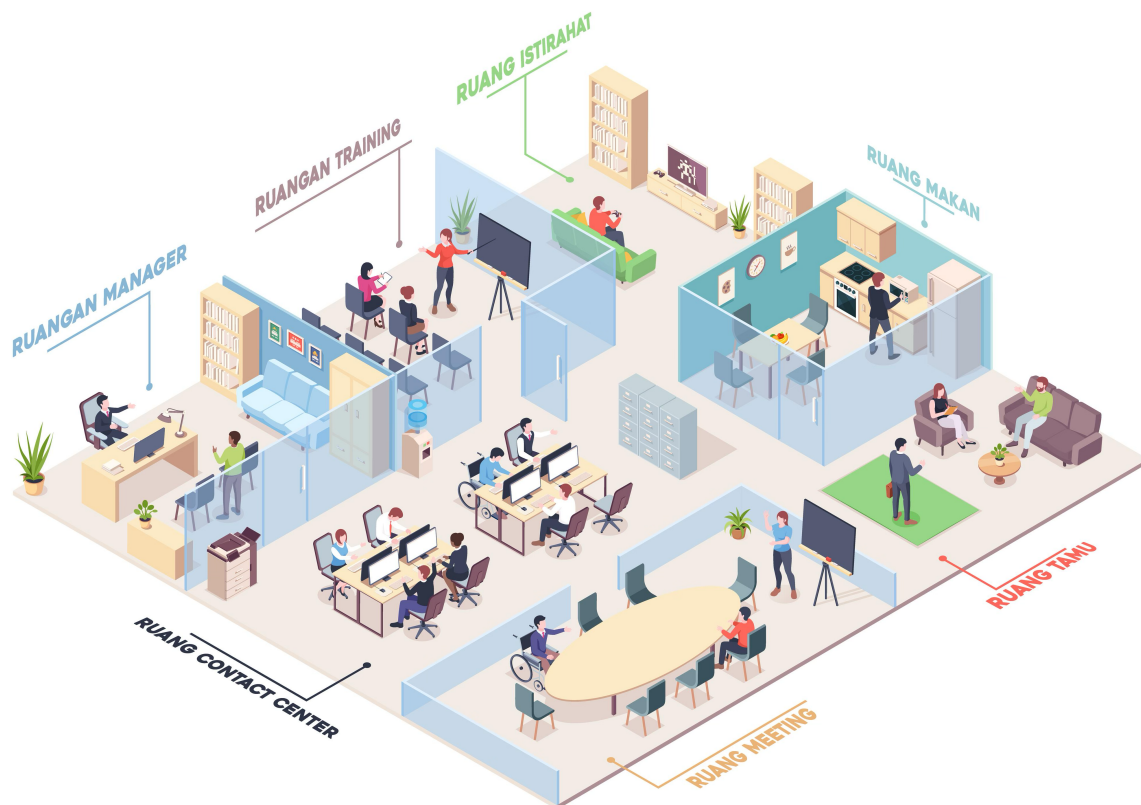 RUANG ISTIRAHAT
RUANGAN TRAINING
RUANG MAKAN
RUANGAN MANAGER
RUANG TAMU
RUANG CONTACT CENTER
RUANG MEETING